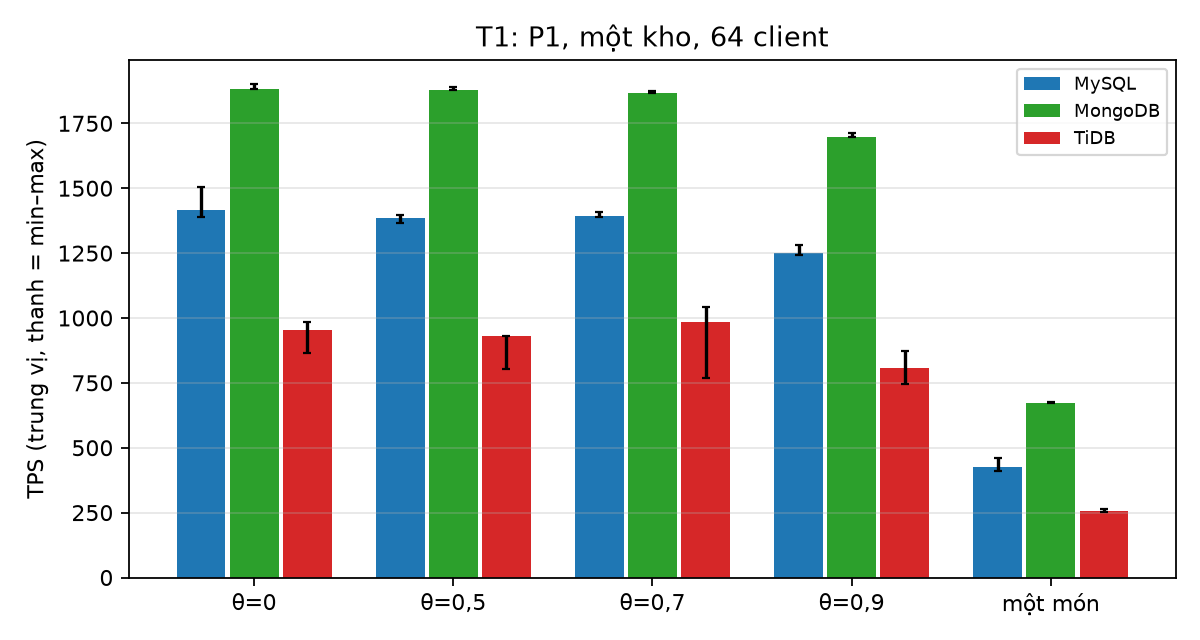 T1: P1, một kho, 64 client
TPS (trung vị, thanh = min–max)
1750
1500
1250
1000
750
500
250
0
θ=0
θ=0,5
θ=0,7
θ=0,9
một món
MySQL
MongoDB
TiDB